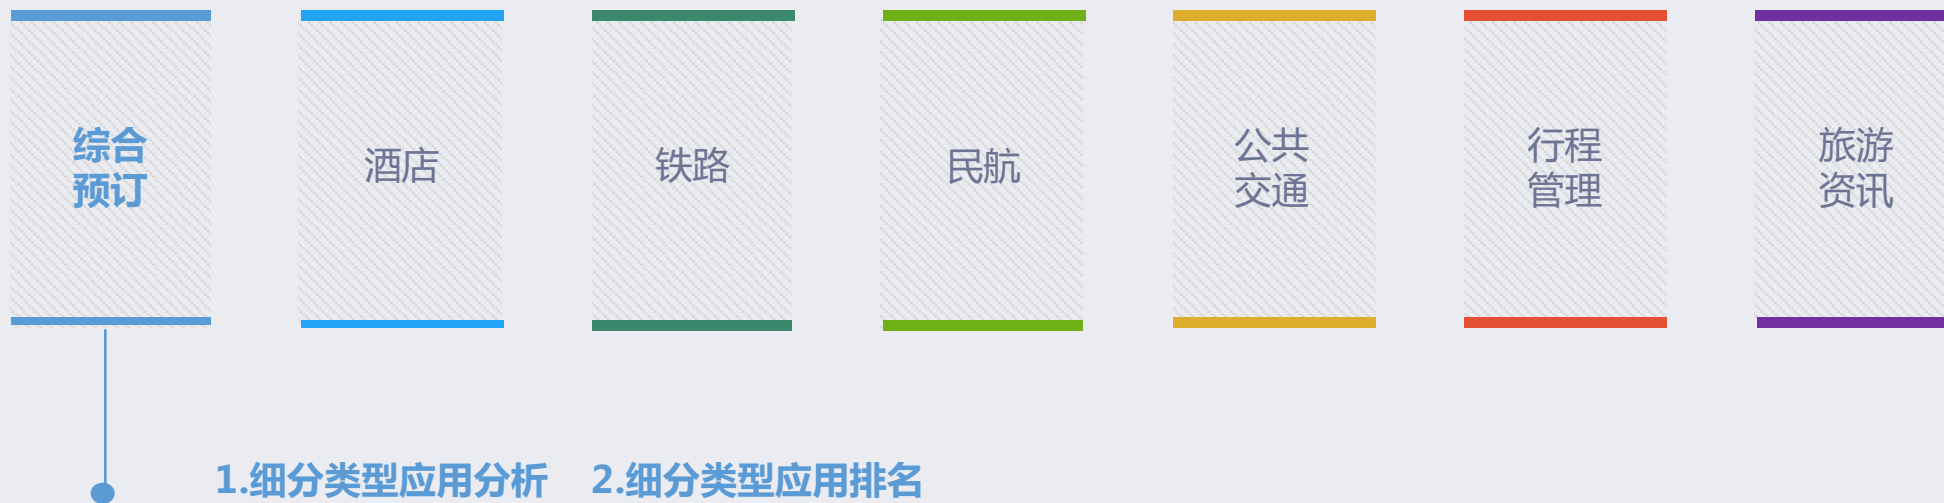 综合
预订
酒店
铁路
民航
公共
交通
行程
管理
旅游
资讯
1.细分类型应用分析 2.细分类型应用排名